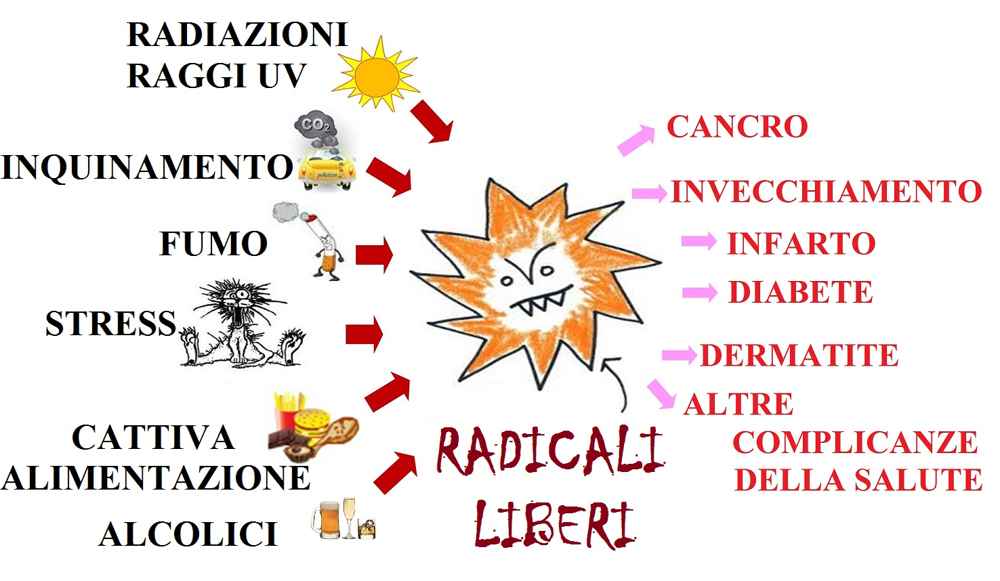 RADIAZIONI
RAGGI UV
CO2
INQUINAMENTO
pollution
FUMO
STRESS
CATTIVA
ALIMENTAZIONE
ALCOLICI
RADICALI
LIBERI
CANCRO
INVECCHIAMENTO
INFARTO
DIABETE
DERMATITE
ALTRE
COMPLICANZE
DELLA SALUTE